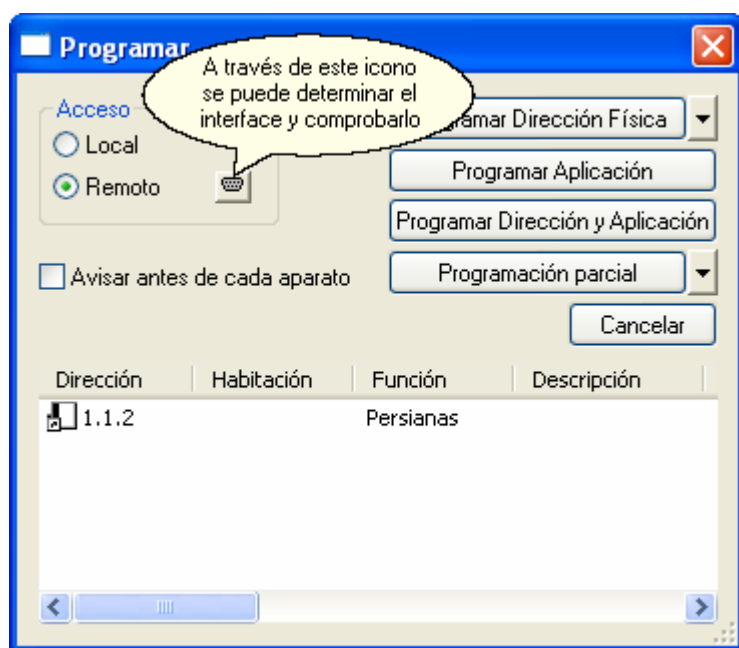 Programar
A través de este icono
se puede determinar el
interface y comprobarlo
Acceso
Local
Remoto
Dirección Física
Programar Aplicación
Programar Dirección y Aplicación
Avisar antes de cada aparato
Programación parcial
Cancelar
Dirección Habitación Función Descripción
1.1.2 Persianas